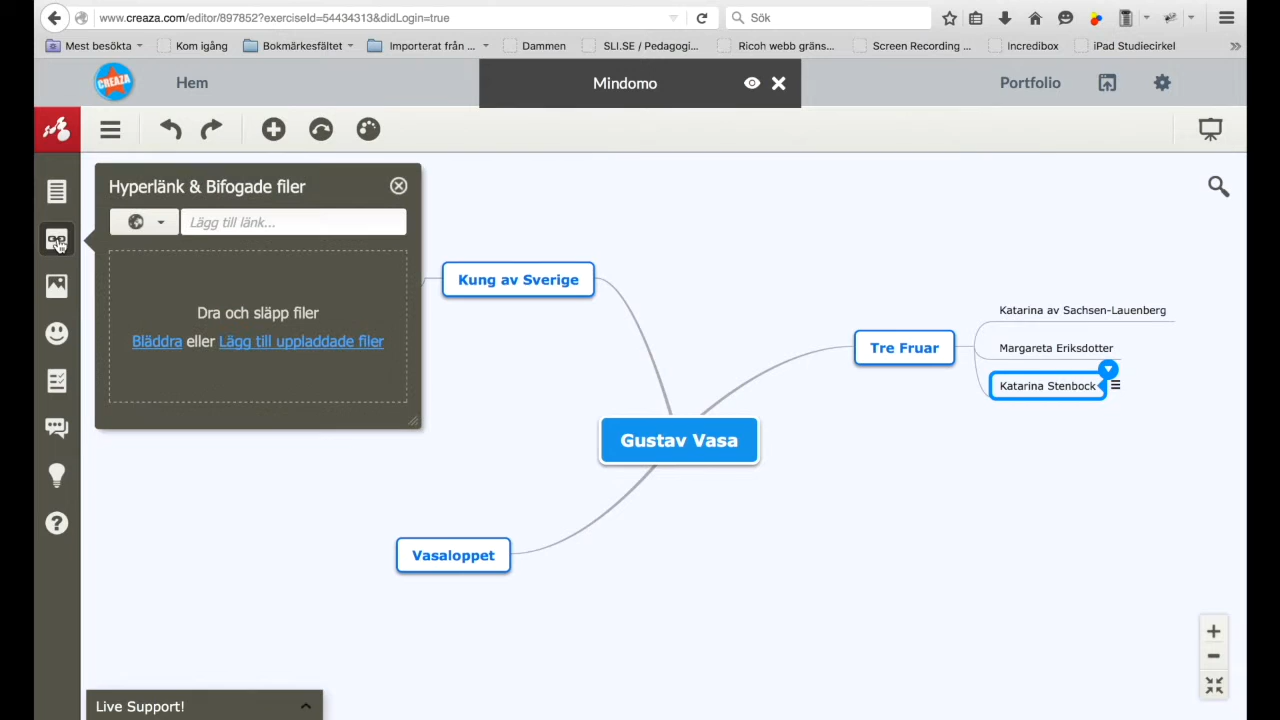 www.creaza.com/editor/897852?exerciseId=54434313&didLogin=true
Sök
Mest besökta
Kom igång
Bokmärkesfältet
Importerat från ...
Dammen
SLI.SE / Pedagogi...
Ricoh webb gräns...
Screen Recording ...
Incredibox
iPad Studiecirkel
CREAZA
Hem
Mindomo
Portfolio
Hyperlänk & Bifogade filer
Lägg till länk...
Dra och släpp filer
Bläddra eller Lägg till uppladdade filer
Kung av Sverige
Katarina av Sachsen-Lauenberg
Tre Fruar
Margareta Eriksdotter
Katarina Stenbock
Gustav Vasa
Vasaloppet
Live Support!